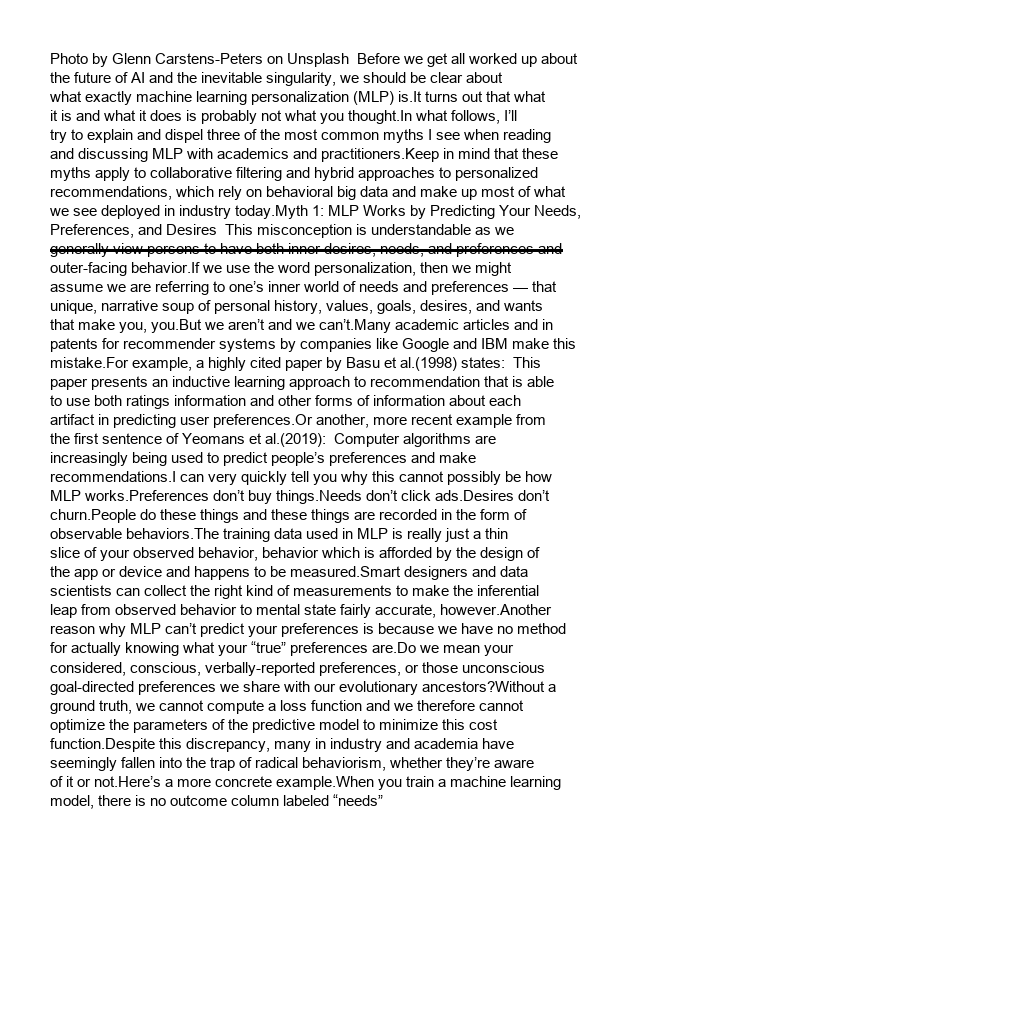 Photo by Glenn Carstens-Peters on Unsplash  Before we get all worked up about
the future of AI and the inevitable singularity, we should be clear about
what exactly machine learning personalization (MLP) is.It turns out that what
it is and what it does is probably not what you thought.In what follows, I’ll
try to explain and dispel three of the most common myths I see when reading
and discussing MLP with academics and practitioners.Keep in mind that these
myths apply to collaborative filtering and hybrid approaches to personalized
recommendations, which rely on behavioral big data and make up most of what
we see deployed in industry today.Myth 1: MLP Works by Predicting Your Needs,
Preferences, and Desires  This misconception is understandable as we
generally view persons to have both inner desires, needs, and preferences and
outer-facing behavior.If we use the word personalization, then we might
assume we are referring to one’s inner world of needs and preferences — that
unique, narrative soup of personal history, values, goals, desires, and wants
that make you, you.But we aren’t and we can’t.Many academic articles and in
patents for recommender systems by companies like Google and IBM make this
mistake.For example, a highly cited paper by Basu et al.(1998) states:  This
paper presents an inductive learning approach to recommendation that is able
to use both ratings information and other forms of information about each
artifact in predicting user preferences.Or another, more recent example from
the first sentence of Yeomans et al.(2019):  Computer algorithms are
increasingly being used to predict people’s preferences and make
recommendations.I can very quickly tell you why this cannot possibly be how
MLP works.Preferences don’t buy things.Needs don’t click ads.Desires don’t
churn.People do these things and these things are recorded in the form of
observable behaviors.The training data used in MLP is really just a thin
slice of your observed behavior, behavior which is afforded by the design of
the app or device and happens to be measured.Smart designers and data
scientists can collect the right kind of measurements to make the inferential
leap from observed behavior to mental state fairly accurate, however.Another
reason why MLP can’t predict your preferences is because we have no method
for actually knowing what your “true” preferences are.Do we mean your
considered, conscious, verbally-reported preferences, or those unconscious
goal-directed preferences we share with our evolutionary ancestors?Without a
ground truth, we cannot compute a loss function and we therefore cannot
optimize the parameters of the predictive model to minimize this cost
function.Despite this discrepancy, many in industry and academia have
seemingly fallen into the trap of radical behaviorism, whether they’re aware
of it or not.Here’s a more concrete example.When you train a machine learning
model, there is no outcome column labeled “needs”